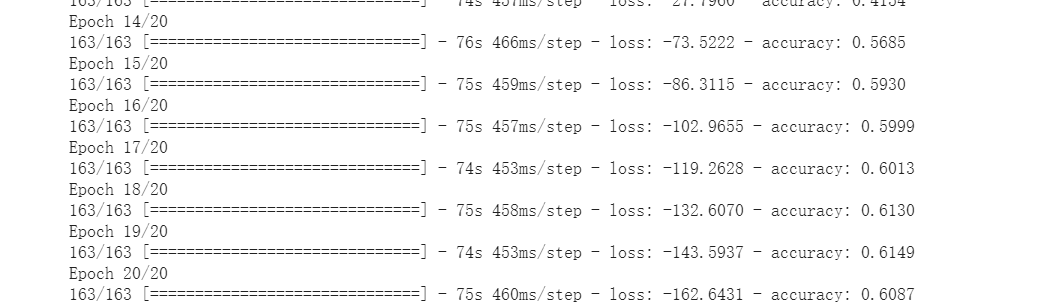 163/163 [==============================] - 74s 457ms/step - loss: accuracy:
Epoch 14/20
163/163 [==============================] - 76s 466ms/step - loss: -73.5222 - accuracy: 0.5685
Epoch 15/20
163/163 [==============================] - 75s 459ms/step - loss: -86.3115 - accuracy: 0.5930
Epoch 16/20
163/163 [==============================] - 75s 457ms/step - loss: -102.9655 - accuracy: 0.5999
Epoch 17/20
163/163 [==============================] - 74s 453ms/step - loss: -119.2628 - accuracy: 0.6013
Epoch 18/20
163/163 [==============================] - 75s 458ms/step - loss: -132.6070 - accuracy: 0.6130
Epoch 19/20
163/163 [==============================] - 74s 453ms/step - loss: -143.5937 - accuracy: 0.6149
Epoch 20/20
163/163 [==============================] - 75s 460ms/step - loss: -162.6431 - accuracy: 0.6087